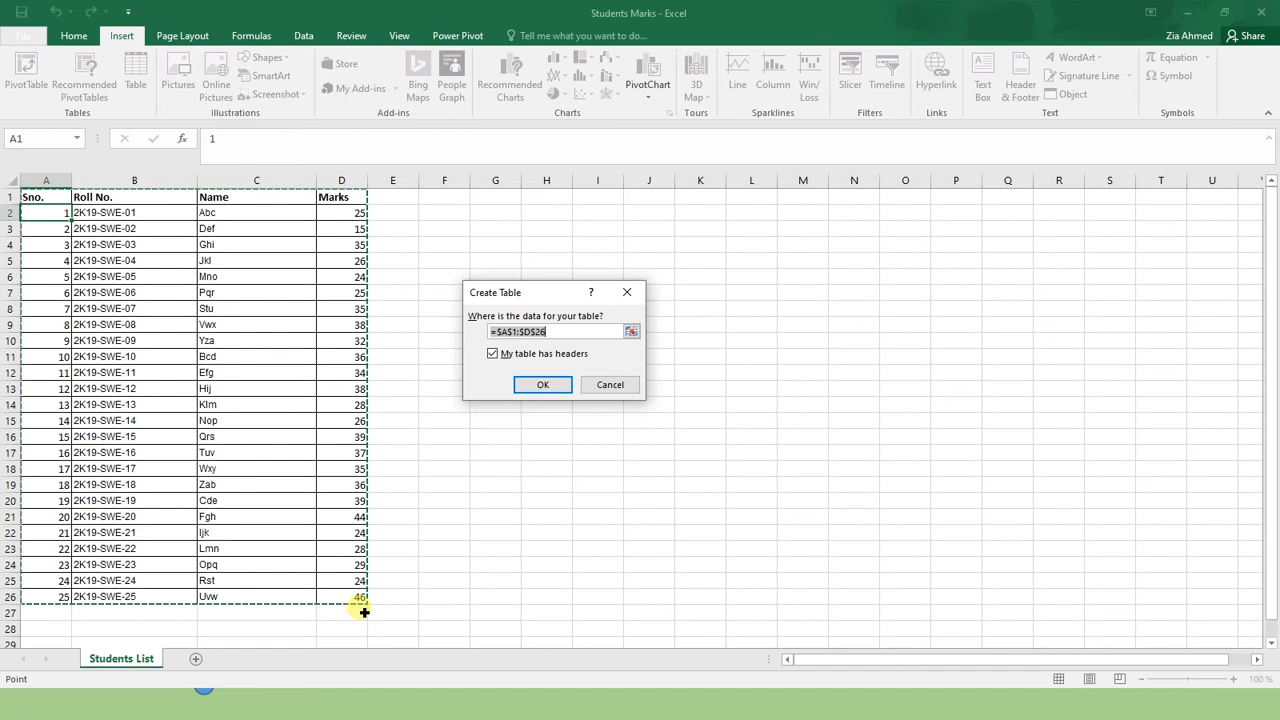 Students Marks - Excel
File Home Insert Page Layout Formulas Data Review View Power Pivot Tell me what you want to do... Zia Ahmed Share
PivotTable Recommended PivotTables Table
Tables
Pictures Online Pictures Shapes SmartArt Screenshot
Illustrations
Store My Add-ins Bing Maps People Graph
Add-ins
Recommended Charts PivotChart
Charts
3D Map
Tours
Line Column Win/ Loss
Sparklines
Slicer Timeline
Filters
Hyperlink
Links
Text Box Header & Footer WordArt Signature Line Object
Text
Equation Symbol
Symbols
A1 fx 1
A B C D E F G H I J K L M N O P Q R S T U
1 Sno. Roll No. Name Marks
2 1 2K19-SWE-01 Abc 25
3 2 2K19-SWE-02 Def 15
4 3 2K19-SWE-03 Ghi 35
5 4 2K19-SWE-04 Jkl 26
6 5 2K19-SWE-05 Mno 24
7 6 2K19-SWE-06 Pqr 25
8 7 2K19-SWE-07 Stu 35
9 8 2K19-SWE-08 Vwx 38
10 9 2K19-SWE-09 Yza 32
11 10 2K19-SWE-10 Bcd 36
12 11 2K19-SWE-11 Efg 34
13 12 2K19-SWE-12 Hij 38
14 13 2K19-SWE-13 Klm 28
15 14 2K19-SWE-14 Nop 26
16 15 2K19-SWE-15 Qrs 39
17 16 2K19-SWE-16 Tuv 37
18 17 2K19-SWE-17 Wxy 35
19 18 2K19-SWE-18 Zab 36
20 19 2K19-SWE-19 Cde 39
21 20 2K19-SWE-20 Fgh 44
22 21 2K19-SWE-21 Ijk 24
23 22 2K19-SWE-22 Lmn 28
24 23 2K19-SWE-23 Opq 29
25 24 2K19-SWE-24 Rst 24
26 25 2K19-SWE-25 Uvw 46
27
28
29
Create Table ?
Where is the data for your table?
=$A$1:$D$26
My table has headers
OK Cancel
Students List
Point 100 %